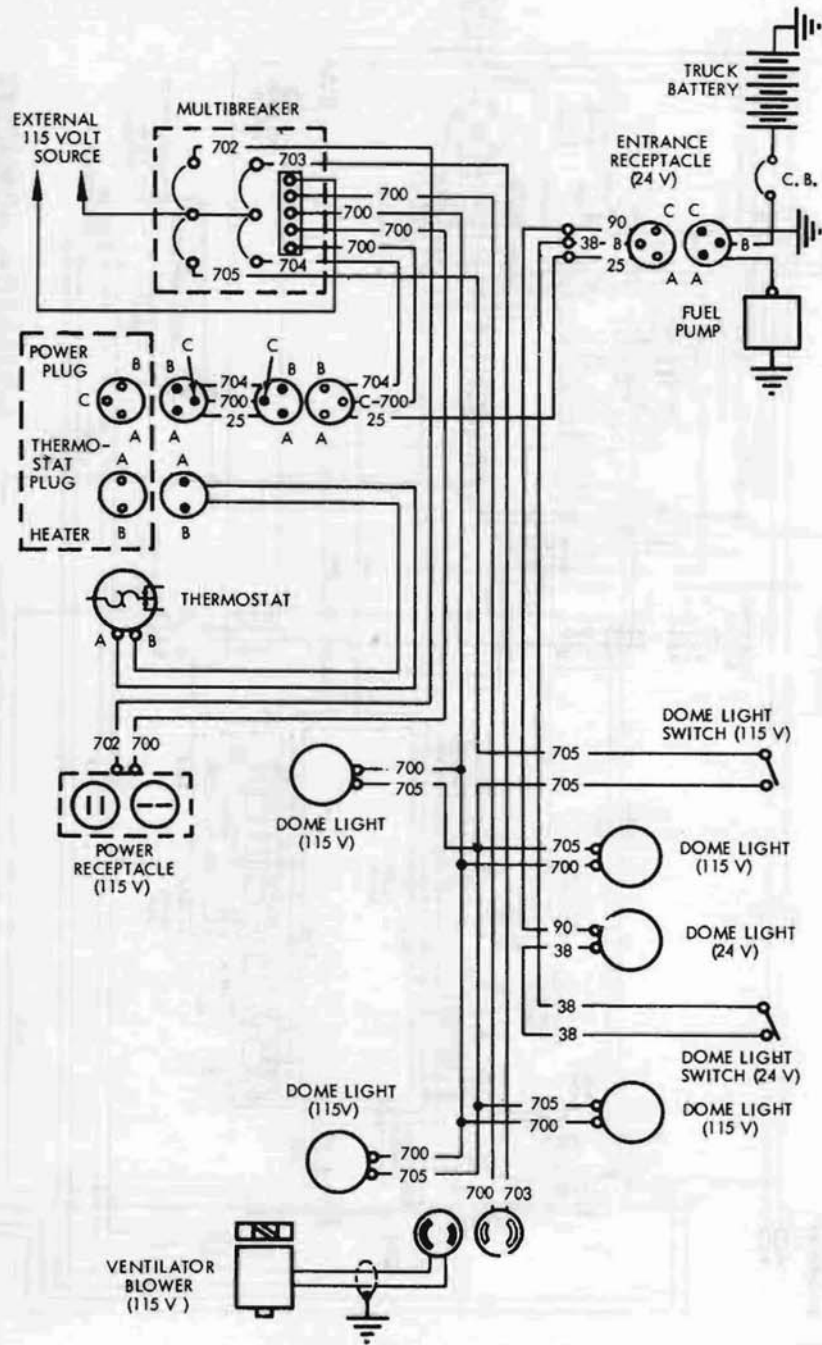 TRUCK
BATTERY
MULTIBREAKER
EXTERNAL
115 VOLT
SOURCE
702
703
700
700
700
704
705
ENTRANCE
RECEPTACLE
(24 V)
C. B.
90
38- B
25
C
A
C
B
A
FUEL
PUMP
POWER
PLUG
B
C
A
B
C
A
704
700
25
B
A
B
A
704
C-700
25
THERMO-
STAT
PLUG
A
B
A
B
HEATER
THERMOSTAT
A
B
702 700
POWER
RECEPTACLE
(115 V)
700
705
DOME LIGHT
(115 V)
DOME LIGHT
SWITCH (115 V)
705
705
705
700
DOME LIGHT
(115 V)
90
38
DOME LIGHT
(24 V)
38
38
DOME LIGHT
SWITCH (24 V)
DOME LIGHT
(115V)
700
705
705
700
DOME LIGHT
(115 V)
700 703
VENTILATOR
BLOWER
(115 V )